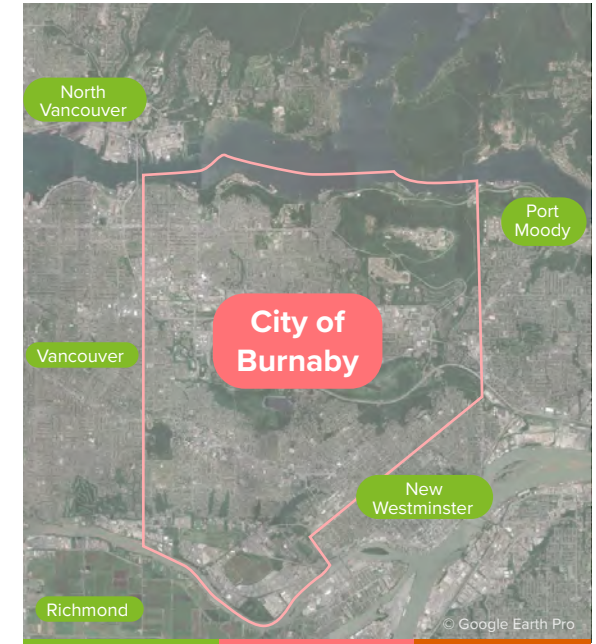 North
Vancouver
Port
Moody
City of
Burnaby
Vancouver
New
Westminster
Richmond
© Google Earth Pro